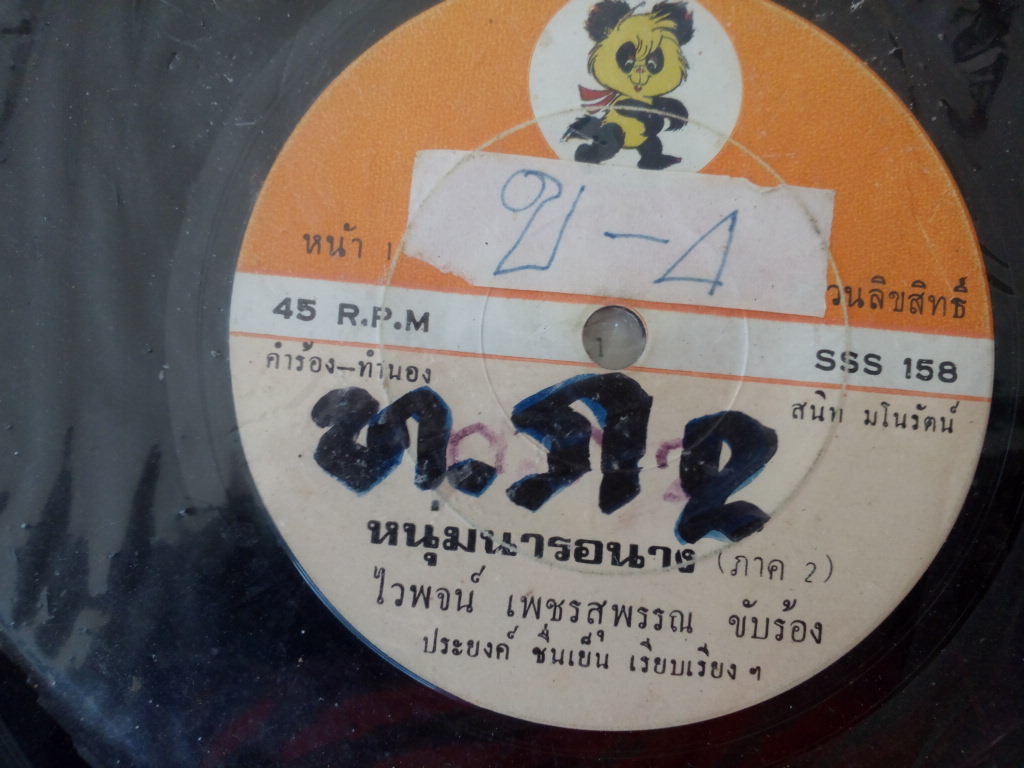 ข - 4
หน้า 1
วนลิขสิทธิ์
45 R.P.M
SSS 158
คำร้อง-ทำนอง
สนิท มโนรัตน์
ท.ภ 2
หนุ่มนารอนาง (ภาค 2)
ไวพจน์ เพชรสุพรรณ ขับร้อง
ประยงค์ ชื่นเย็น เรียบเรียง ฯ